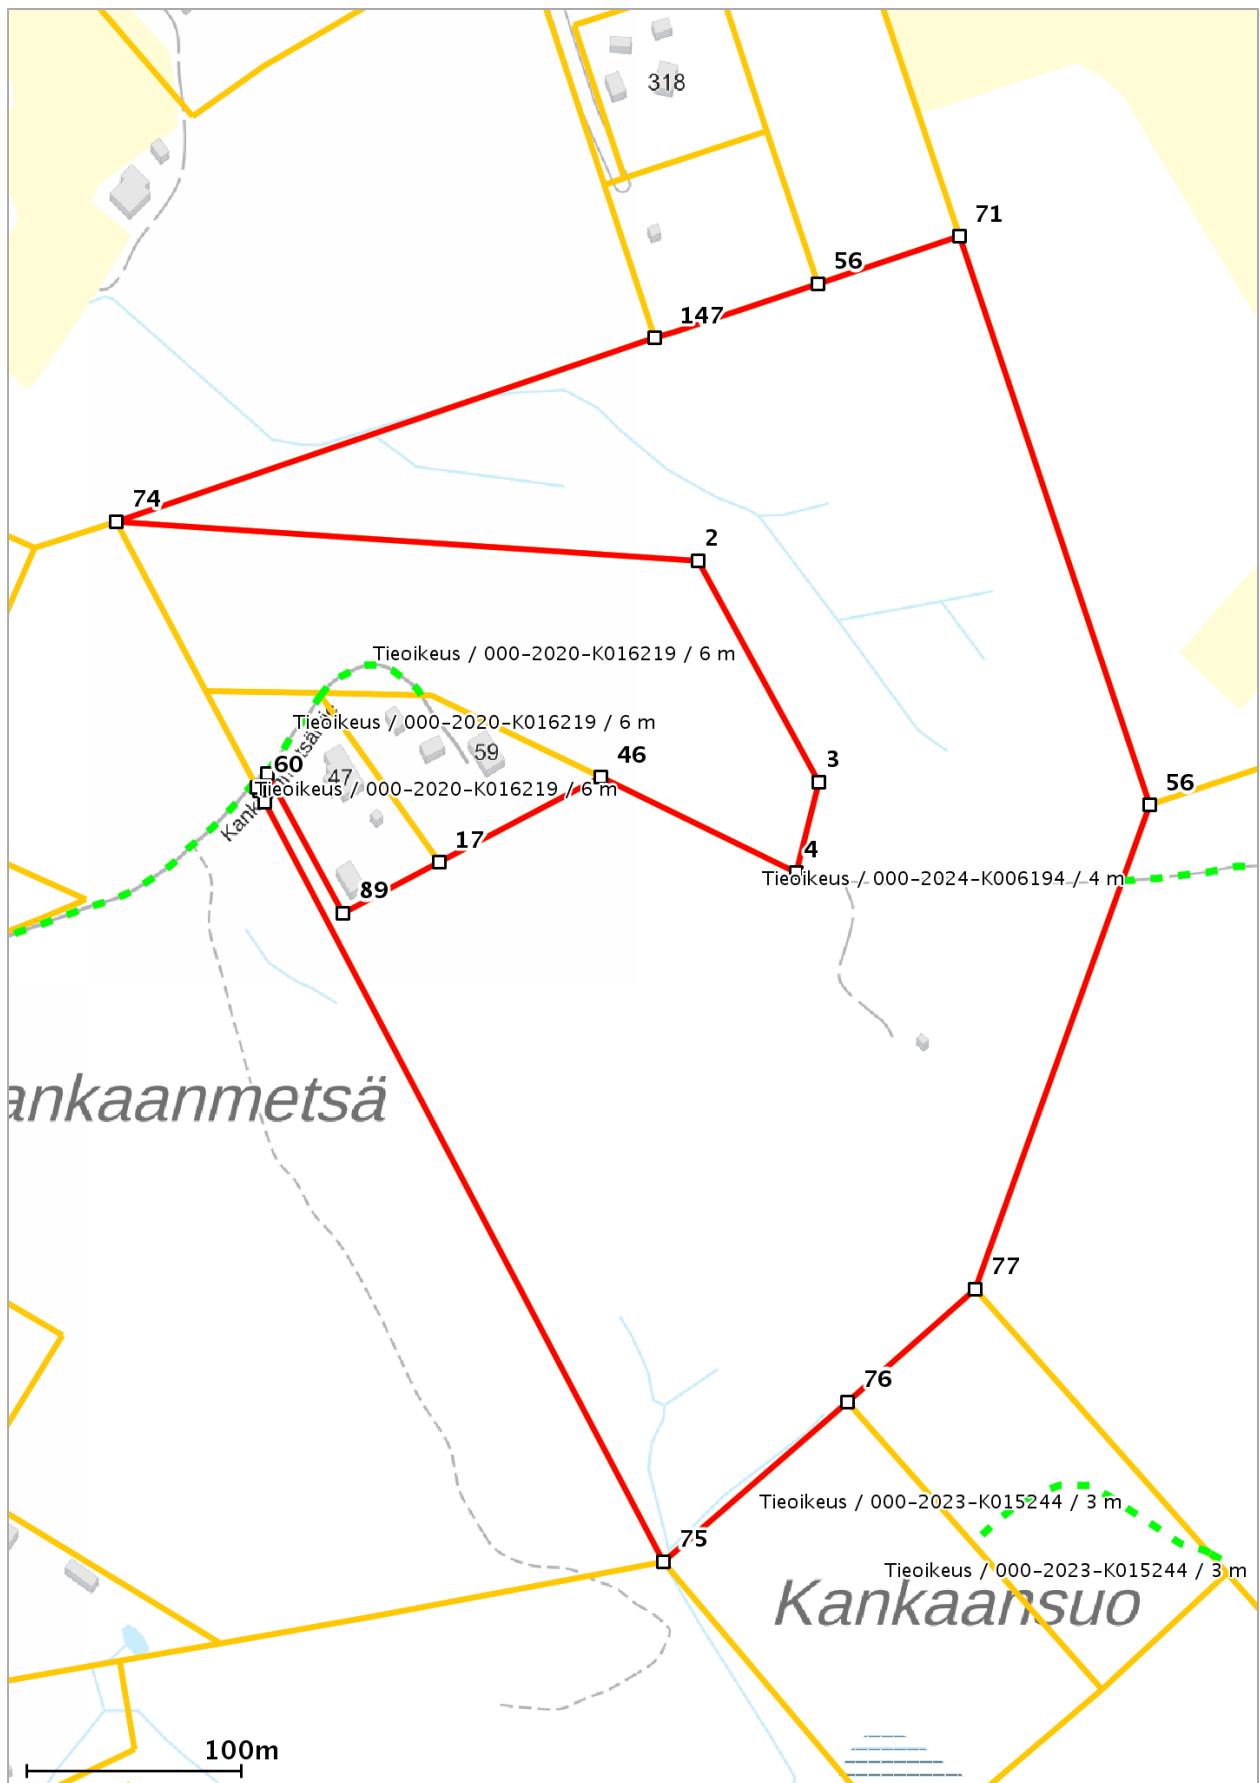 318
71
56
147
74
2
Tieoikeus / 000-2020-K016219 / 6 m
Tieoikeus / 000-2020-K016219 / 6 m
59
46
60
47
3
56
Tieoikeus / 000-2020-K016219 / 6 m
17
4
Tieoikeus / 000-2024-K006194 / 4 m
89
ankaanmetsä
77
76
Tieoikeus / 000-2023-K015244 / 3 m
75
Tieoikeus / 000-2023-K015244 / 3 m
Kankaansuo
100m